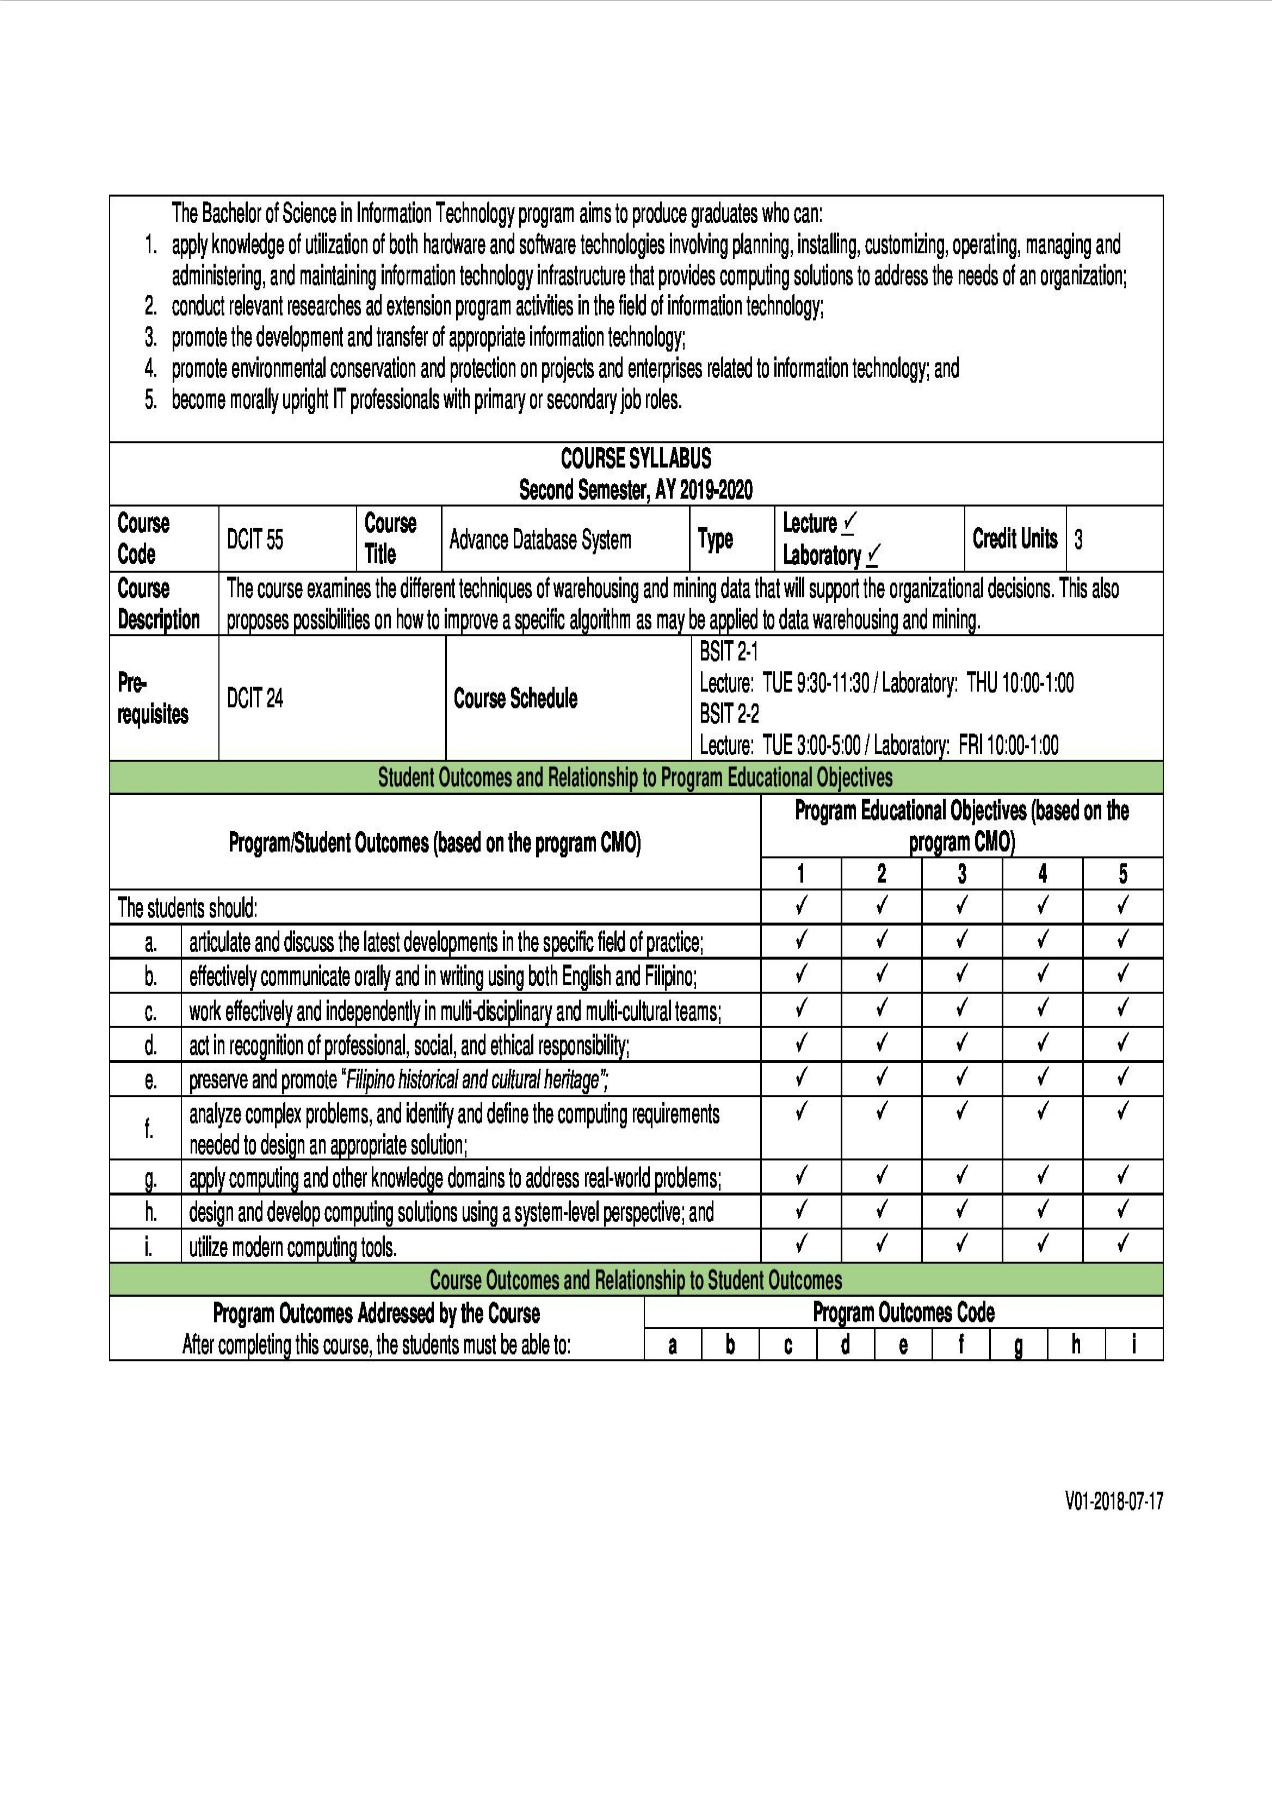 The Bachelor of Science in Information Technology program aims to produce graduates who can:
1. apply knowledge of utilization of both hardware and software technologies involving planning, installing, customizing, operating, managing and
administering, and maintaining information technology infrastructure that provides computing solutions to address the needs of an organization;
2. conduct relevant researches ad extension program activities in the field of information technology;
3. promote the development and transfer of appropriate information technology;
4. promote environmental conservation and protection on projects and enterprises related to information technology; and
5. become morally upright IT professionals with primary or secondary job roles.
COURSE SYLLABUS
Second Semester, AY 2019-2020
Course Code DCIT 55 Course Title Advance Database System Type Lecture ✓ Laboratory ✓ Credit Units 3
Course Description The course examines the different techniques of warehousing and mining data that will support the organizational decisions. This also
proposes possibilities on how to improve a specific algorithm as may be applied to data warehousing and mining.
Pre-requisites DCIT 24 Course Schedule
BSIT 2-1
Lecture: TUE 9:30-11:30 / Laboratory: THU 10:00-1:00
BSIT 2-2
Lecture: TUE 3:00-5:00 / Laboratory: FRI 10:00-1:00
Student Outcomes and Relationship to Program Educational Objectives
Program/Student Outcomes (based on the program CMO)
Program Educational Objectives (based on the
program CMO)
1 2 3 4 5
The students should: ✓ ✓ ✓ ✓ ✓
a. articulate and discuss the latest developments in the specific field of practice; ✓ ✓ ✓ ✓ ✓
b. effectively communicate orally and in writing using both English and Filipino; ✓ ✓ ✓ ✓ ✓
c. work effectively and independently in multi-disciplinary and multi-cultural teams; ✓ ✓ ✓ ✓ ✓
d. act in recognition of professional, social, and ethical responsibility; ✓ ✓ ✓ ✓ ✓
e. preserve and promote “Filipino historical and cultural heritage”; ✓ ✓ ✓ ✓ ✓
f. analyze complex problems, and identify and define the computing requirements ✓ ✓ ✓ ✓ ✓
needed to design an appropriate solution;
g. apply computing and other knowledge domains to address real-world problems; ✓ ✓ ✓ ✓ ✓
h. design and develop computing solutions using a system-level perspective; and ✓ ✓ ✓ ✓ ✓
i. utilize modern computing tools. ✓ ✓ ✓ ✓ ✓
Course Outcomes and Relationship to Student Outcomes
Program Outcomes Addressed by the Course
After completing this course, the students must be able to:
Program Outcomes Code
a b c d e f g h i
V01-2018-07-17